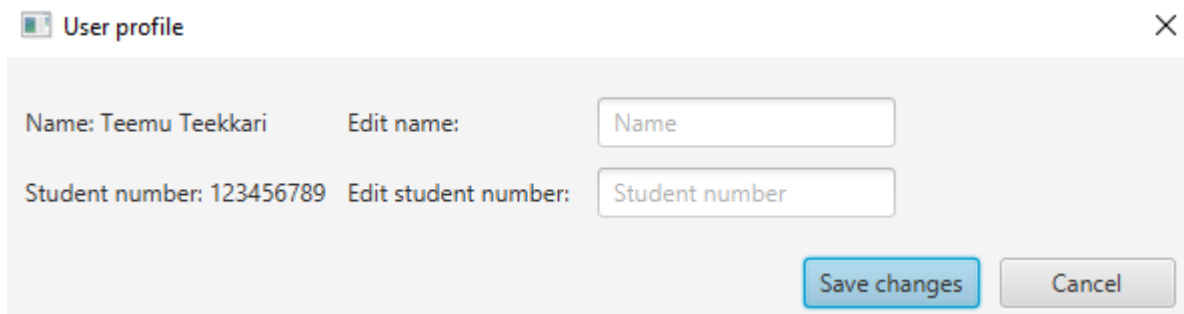 User profile
Name: Teemu Teekkari Edit name: Name
Student number: 123456789 Edit student number: Student number
Save changes Cancel